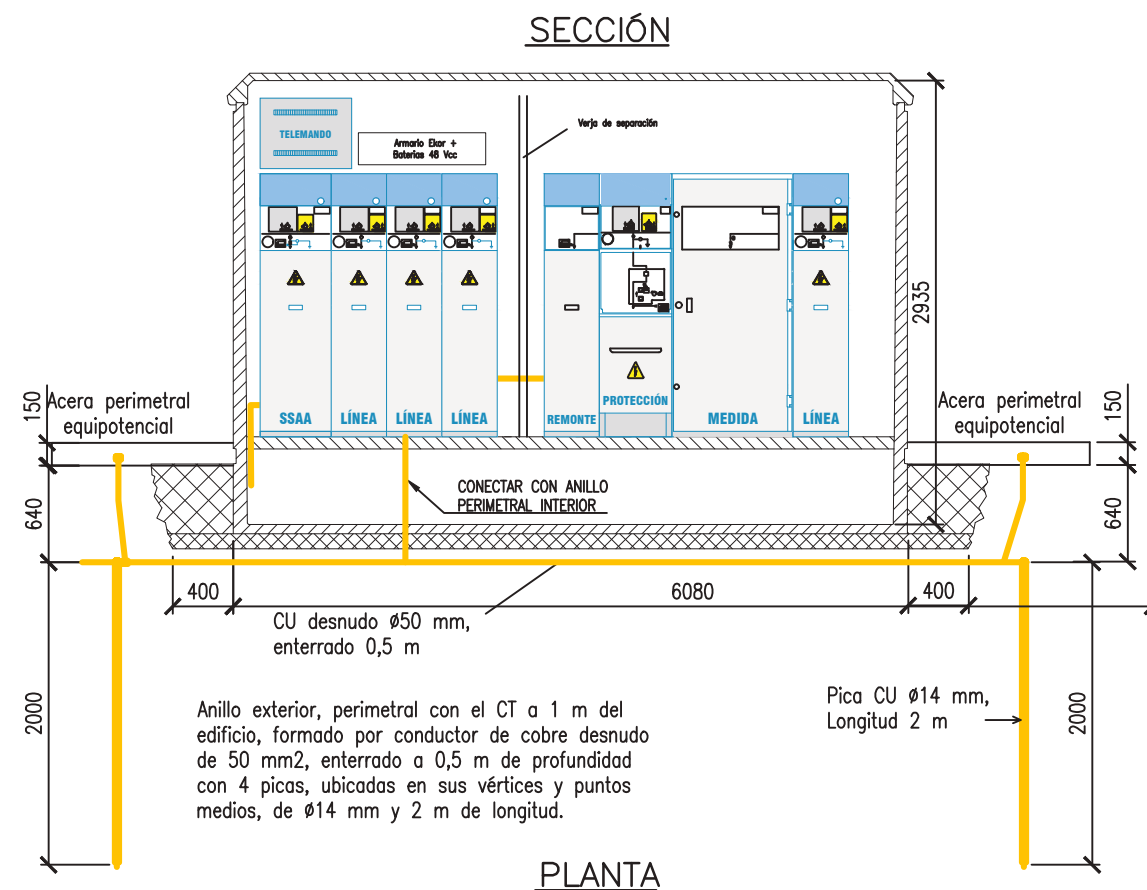 SECCIÓN
TELEMANDO
Armario Ekor +
Baterias 48 Vcc
Verja de separación
2935
150
Acera perimetral
equipotencial
SSAA
LÍNEA
LÍNEA
LÍNEA
REMONTE
PROTECCIÓN
MEDIDA
LÍNEA
Acera perimetral
equipotencial
150
640
CONECTAR CON ANILLO
PERIMETRAL INTERIOR
640
400
6080
400
CU desnudo Ø50 mm,
enterrado 0,5 m
2000
Anillo exterior, perimetral con el CT a 1 m del
edificio, formado por conductor de cobre desnudo
de 50 mm2, enterrado a 0,5 m de profundidad
con 4 picas, ubicadas en sus vértices y puntos
medios, de Ø14 mm y 2 m de longitud.
Pica CU Ø14 mm,
Longitud 2 m
2000
PLANTA